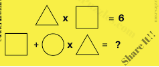 △ x □ = 6
□ + ○ x △ = ?
Share It!!